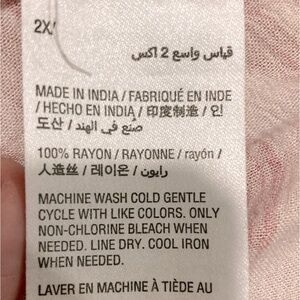 2X/
قياس واسع 2 اكس
MADE IN INDIA / FABRIQUÉ EN INDE
/ HECHO EN INDIA / 印度制造 / 인
도산 / صنع في الهند
100% RAYON / RAYONNE / rayón /
人造丝 / 레이온 / رايون
MACHINE WASH COLD GENTLE
CYCLE WITH LIKE COLORS. ONLY
NON-CHLORINE BLEACH WHEN
NEEDED. LINE DRY. COOL IRON
WHEN NEEDED.
LAVER EN MACHINE À TIÈDE AU